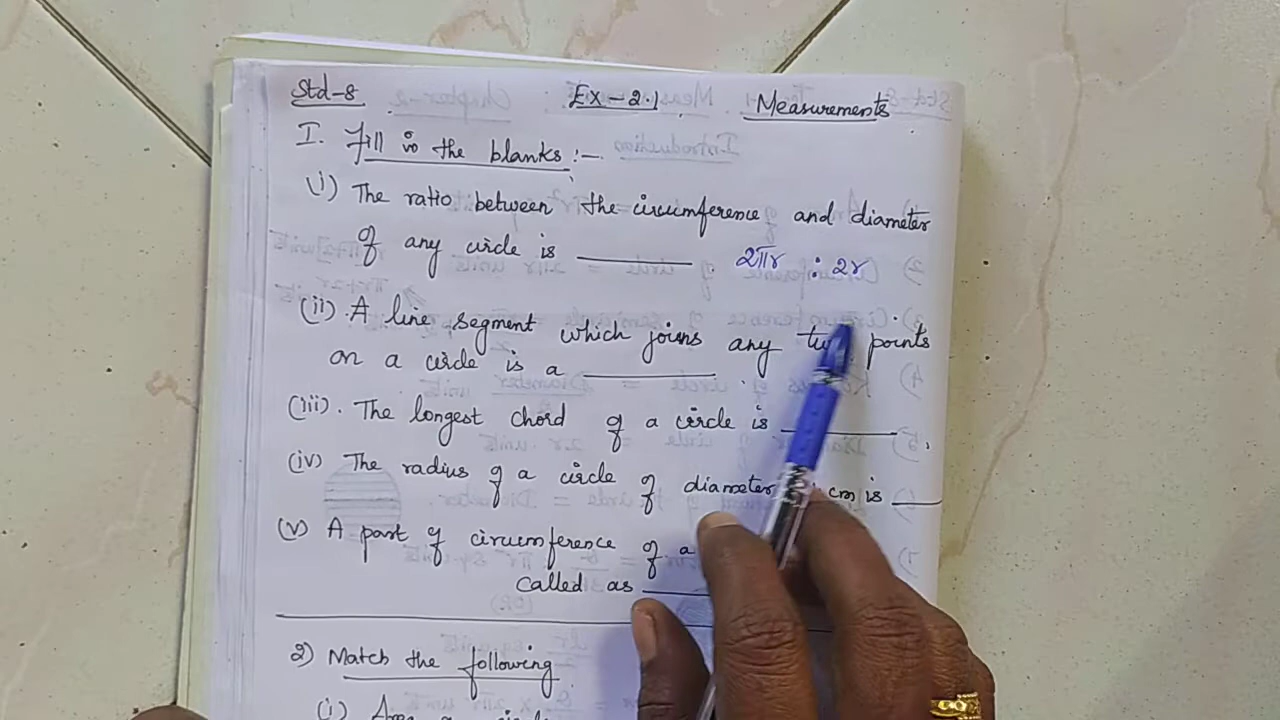 Std-8 Ex-2.1 Measurements
I. Fill in the blanks :-
(i) The ratio between the circumference and diameter
of any circle is ________. 2πr : 2r
(ii). A line segment which joins any two points
on a circle is a ________.
(iii). The longest chord of a circle is ________.
(iv) The radius of a circle of diameter cm is ____
(v) A part of circumference of a
called as ______
2) Match the following
(i) Area